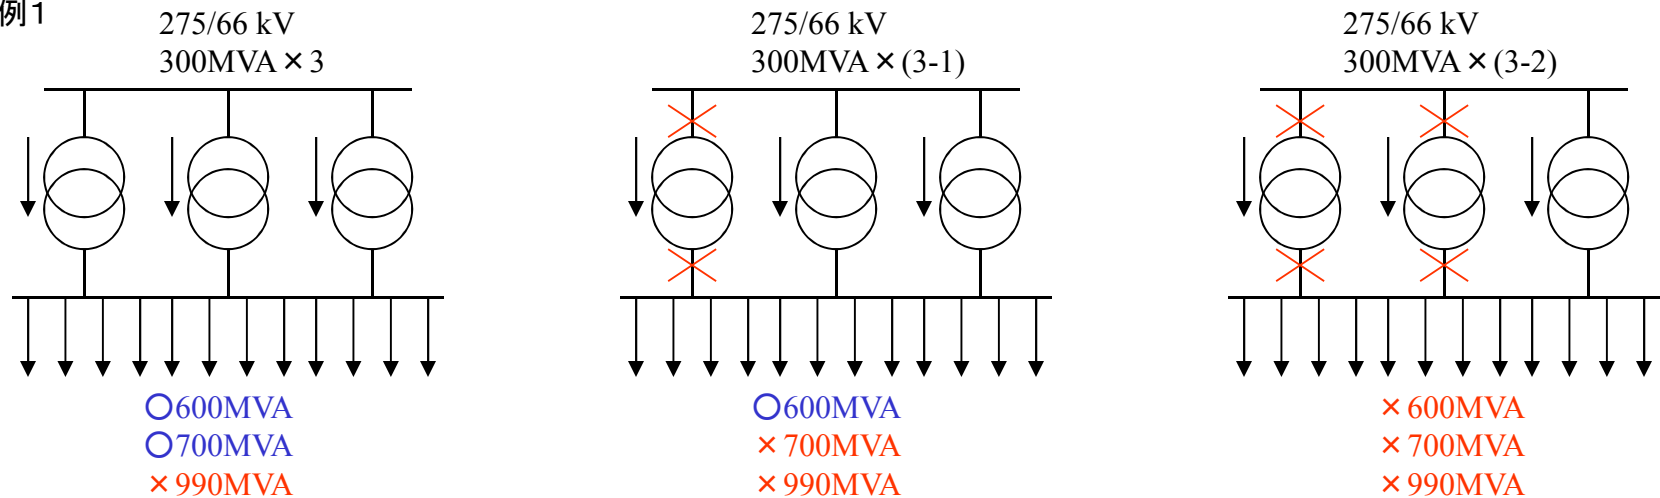 例1
275/66 kV
300MVA×3
○600MVA
○700MVA
×990MVA
275/66 kV
300MVA×(3-1)
○600MVA
×700MVA
×990MVA
275/66 kV
300MVA×(3-2)
×600MVA
×700MVA
×990MVA